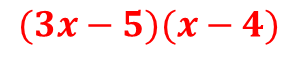 (3x − 5)(x − 4)